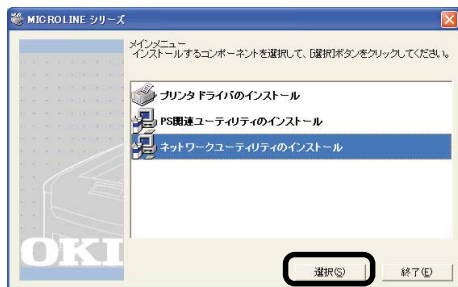 MICROLINE シリーズ
メインメニュー
インストールするコンポーネントを選択して、[選択]ボタンをクリックしてください。
プリンタ ドライバのインストール
PS関連ユーティリティのインストール
ネットワークユーティリティのインストール
OKI
選択(S)
終了(E)